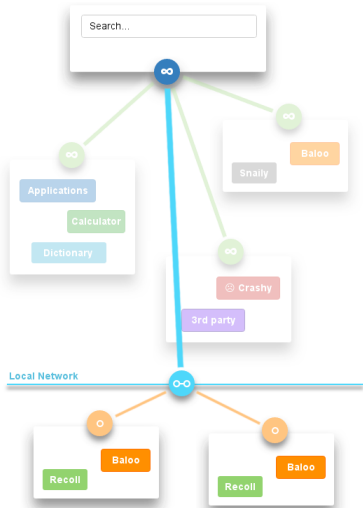 Search...
Baloo
Snaily
Applications
Calculator
Dictionary
☹ Crashy
3rd party
Local Network
Baloo
Recoll
Baloo
Recoll